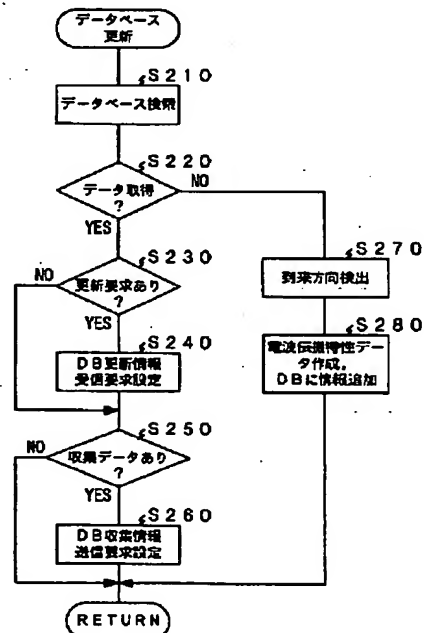 データベース
更新
S210
データベース検索
S220
データ取得
?
NO
YES
S230
更新要求あり
?
NO
YES
S240
DB更新情報
受信要求設定
S250
収集データあり
?
NO
YES
S260
DB収集情報
送信要求設定
S270
到来方向検出
S280
電波伝搬特性デー
タ作成,
DBに情報追加
RETURN